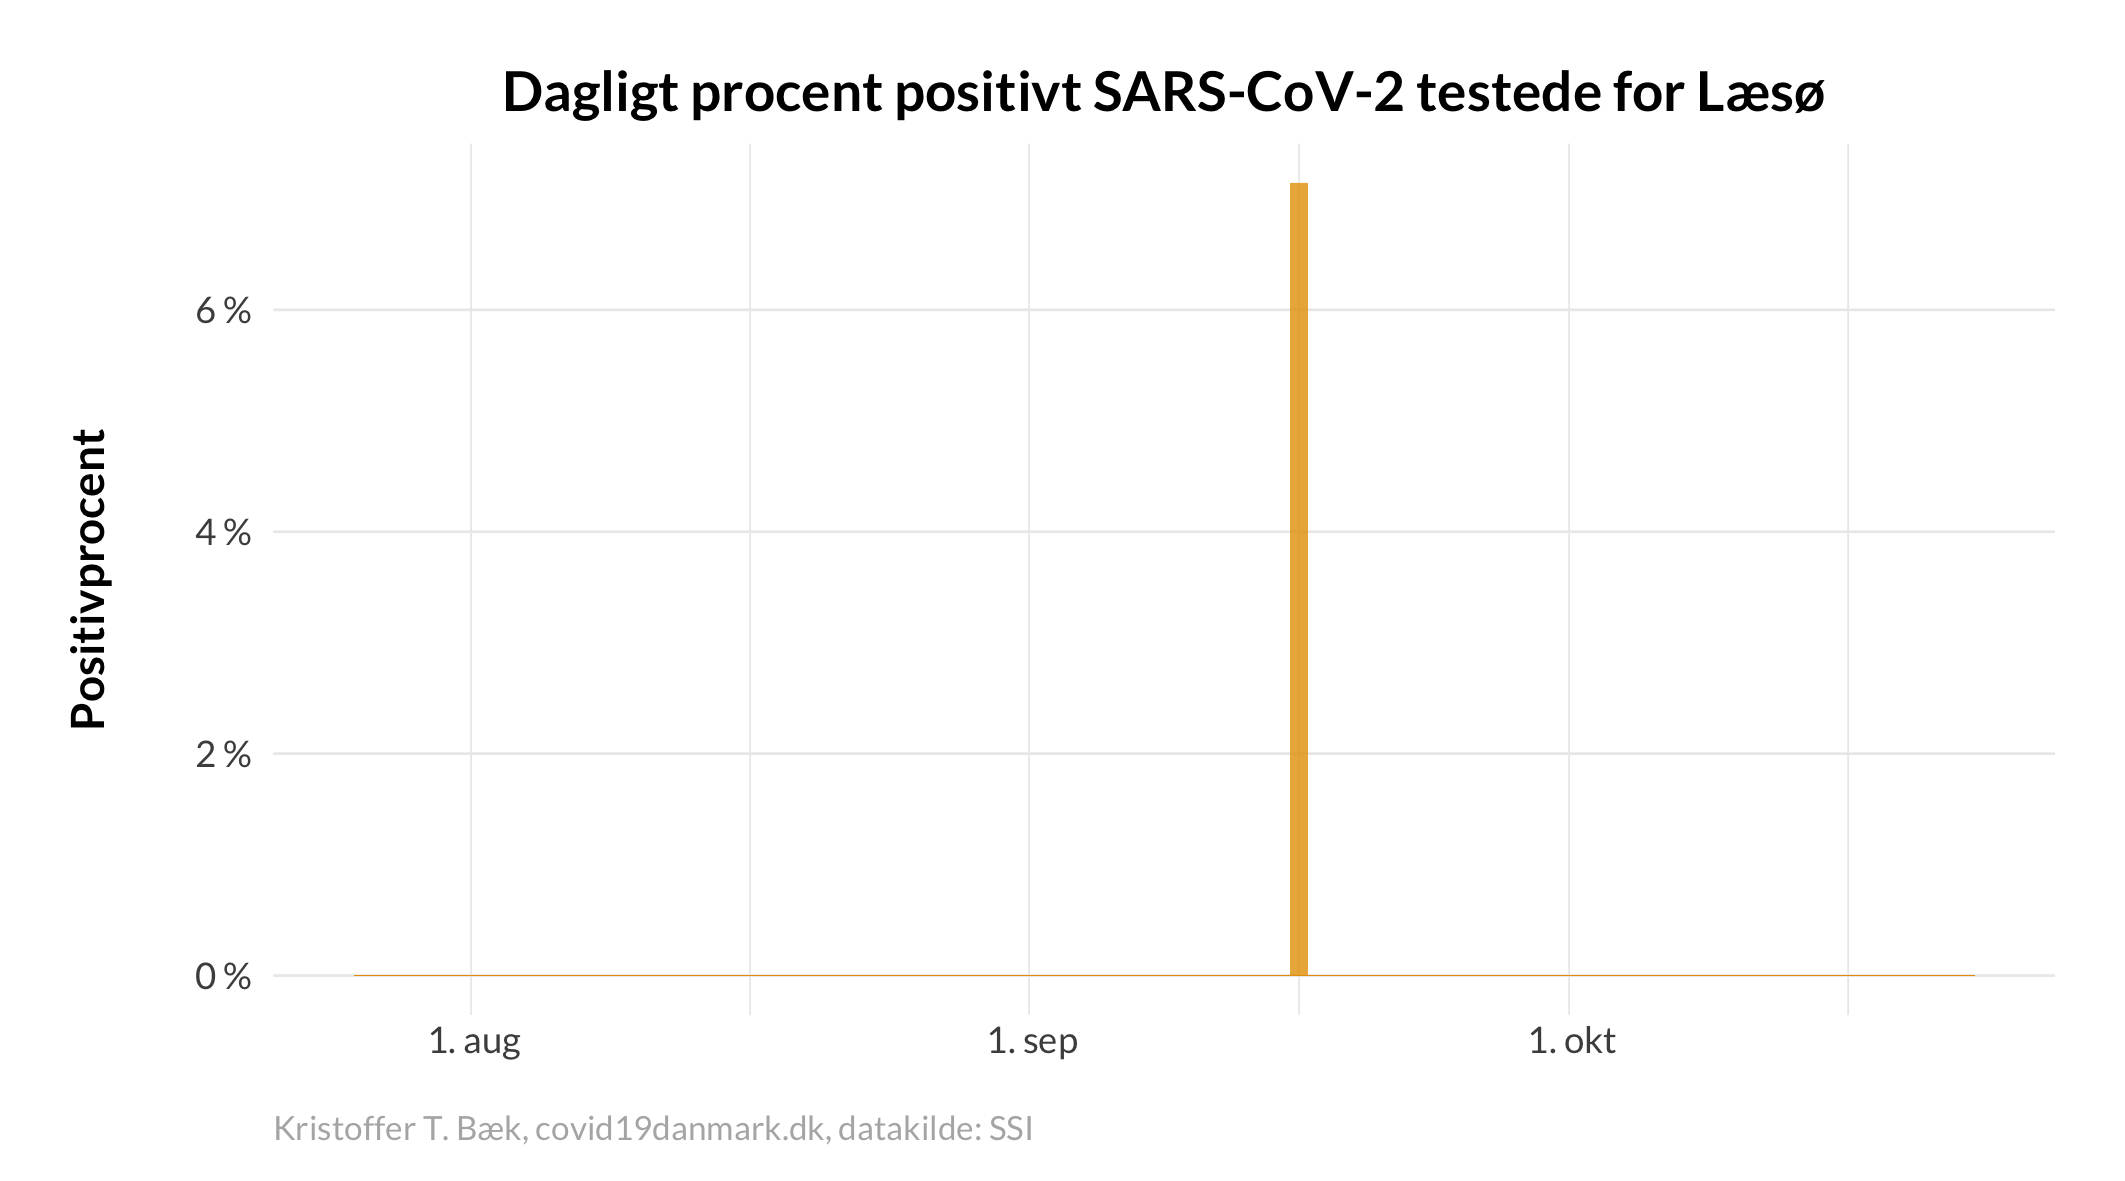 Dagligt procent positivt SARS-CoV-2 testede for Læsø
Positivprocent
6 %
4 %
2 %
0 %
1. aug
1. sep
1. okt
Kristoffer T. Bæk, covid19danmark.dk, datakilde: SSI